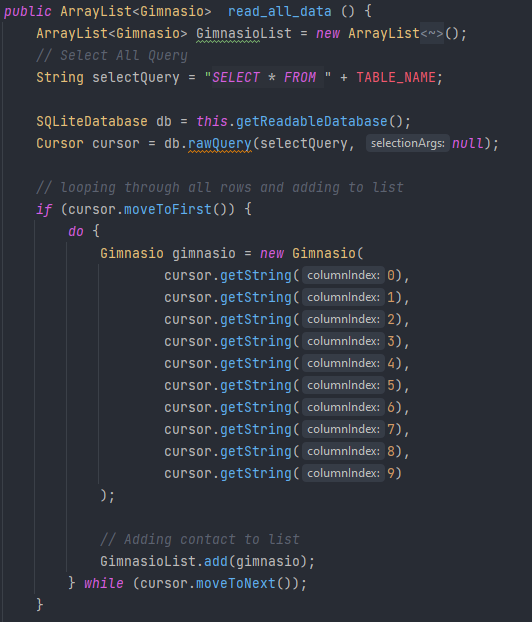 public ArrayList<Gimnasio>  read_all_data () {
    ArrayList<Gimnasio> GimnasioList = new ArrayList<~>();
    // Select All Query
    String selectQuery = "SELECT * FROM " + TABLE_NAME;

    SQLiteDatabase db = this.getReadableDatabase();
    Cursor cursor = db.rawQuery(selectQuery, selectionArgs: null);

    // looping through all rows and adding to list
    if (cursor.moveToFirst()) {
        do {
            Gimnasio gimnasio = new Gimnasio(
                    cursor.getString( columnIndex: 0),
                    cursor.getString( columnIndex: 1),
                    cursor.getString( columnIndex: 2),
                    cursor.getString( columnIndex: 3),
                    cursor.getString( columnIndex: 4),
                    cursor.getString( columnIndex: 5),
                    cursor.getString( columnIndex: 6),
                    cursor.getString( columnIndex: 7),
                    cursor.getString( columnIndex: 8),
                    cursor.getString( columnIndex: 9)
            );

            // Adding contact to list
            GimnasioList.add(gimnasio);
        } while (cursor.moveToNext());
    }